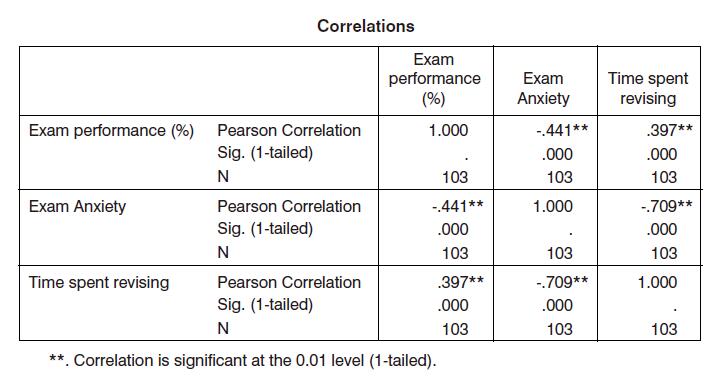 Correlations
Exam performance (%) Exam Anxiety Time spent revising
Exam performance (%) Pearson Correlation 1.000 -.441** .397**
Sig. (1-tailed) . .000 .000
N 103 103 103
Exam Anxiety Pearson Correlation -.441** 1.000 -.709**
Sig. (1-tailed) .000 . .000
N 103 103 103
Time spent revising Pearson Correlation .397** -.709** 1.000
Sig. (1-tailed) .000 .000 .
N 103 103 103
**. Correlation is significant at the 0.01 level (1-tailed).